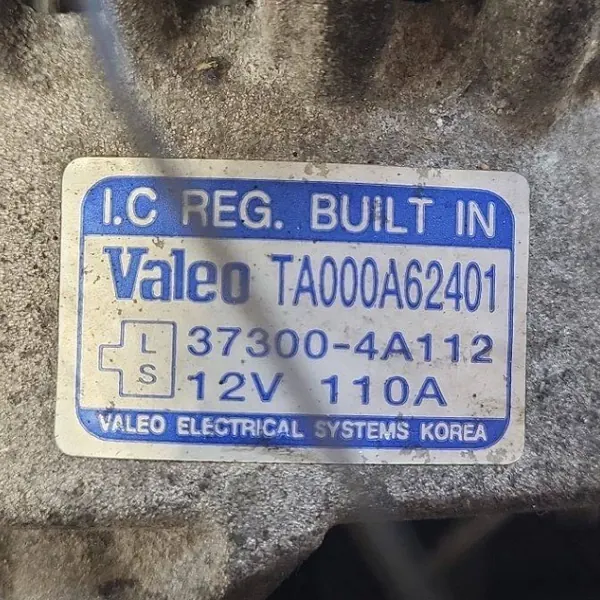 I.C REG. BUILT IN
Valeo TA000A62401
L 37300-4A112
S 12V 110A
VALEO ELECTRICAL SYSTEMS KOREA